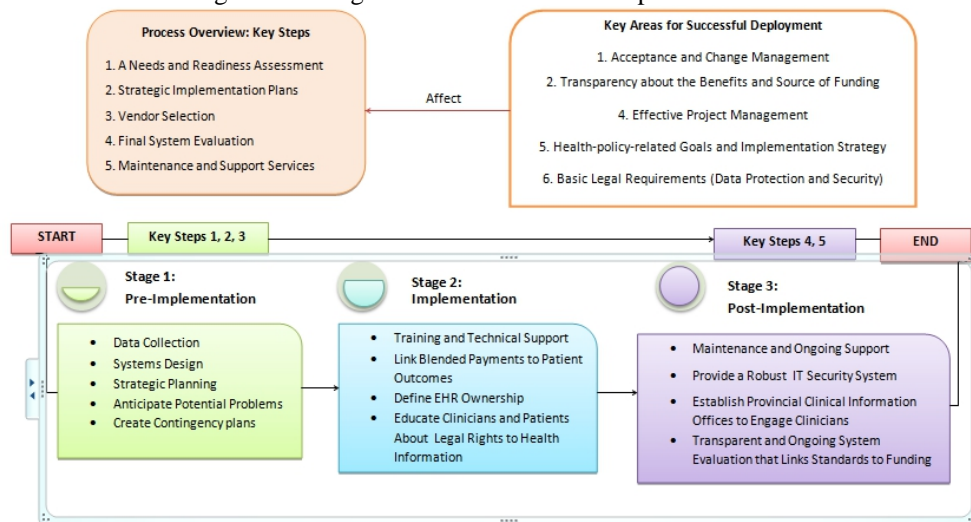 Process Overview: Key Steps
1. A Needs and Readiness Assessment
2. Strategic Implementation Plans
3. Vendor Selection
4. Final System Evaluation
5. Maintenance and Support Services
Affect
Key Areas for Successful Deployment
1. Acceptance and Change Management
2. Transparency about the Benefits and Source of Funding
4. Effective Project Management
5. Health-policy-related Goals and Implementation Strategy
6. Basic Legal Requirements (Data Protection and Security)
START
Key Steps 1, 2, 3
Key Steps 4, 5
END
Stage 1:
Pre-Implementation
• Data Collection
• Systems Design
• Strategic Planning
• Anticipate Potential Problems
• Create Contingency plans
Stage 2:
Implementation
• Training and Technical Support
• Link Blended Payments to Patient
Outcomes
• Define EHR Ownership
• Educate Clinicians and Patients
About Legal Rights to Health
Information
Stage 3:
Post-Implementation
• Maintenance and Ongoing Support
• Provide a Robust IT Security System
• Establish Provincial Clinical Information
Offices to Engage Clinicians
• Transparent and Ongoing System
Evaluation that Links Standards to Funding